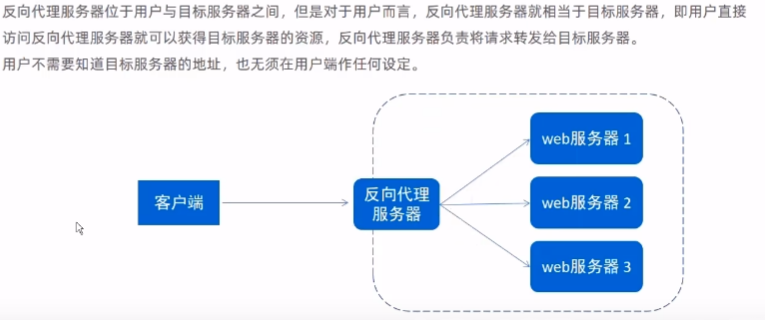 反向代理服务器位于用户与目标服务器之间，但是对于用户而言，反向代理服务器就相当于目标服务器，即用户直接
访问反向代理服务器就可以获得目标服务器的资源，反向代理服务器负责将请求转发给目标服务器。
用户不需要知道目标服务器的地址，也无须在用户端作任何设定。
web服务器 1
客户端
反向代理
服务器
web服务器 2
web服务器 3